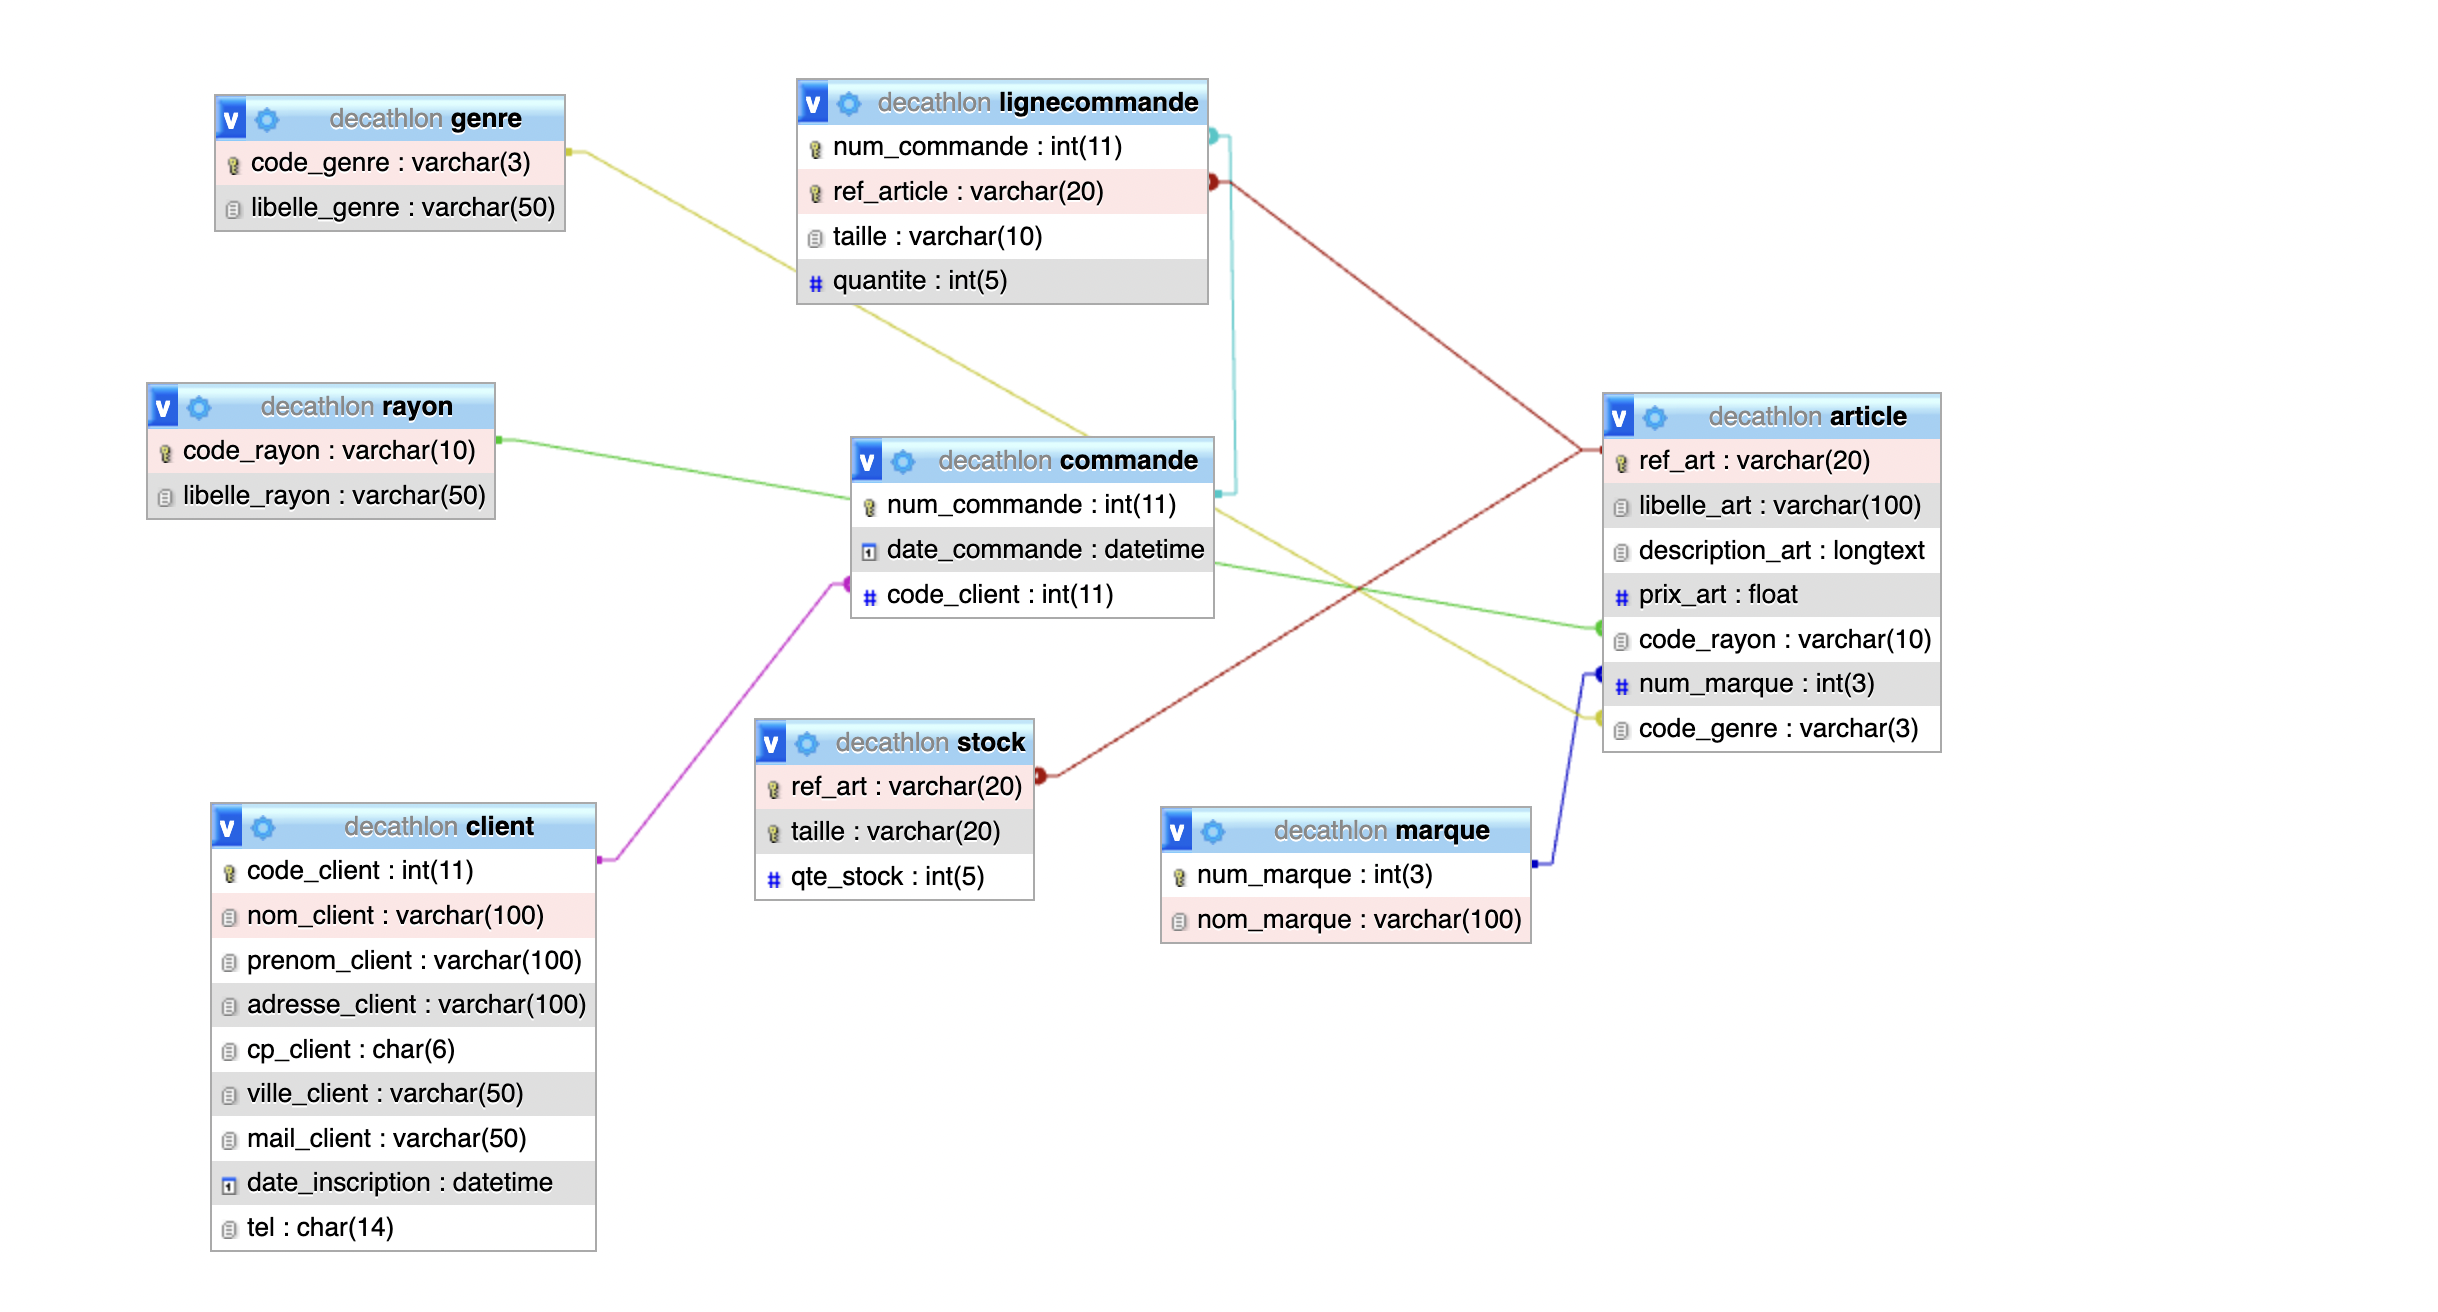 decathlon genre
code_genre : varchar(3)
libelle_genre : varchar(50)
decathlon lignecommande
num_commande : int(11)
ref_article : varchar(20)
taille : varchar(10)
# quantite : int(5)
decathlon rayon
code_rayon : varchar(10)
libelle_rayon : varchar(50)
decathlon commande
num_commande : int(11)
date_commande : datetime
# code_client : int(11)
decathlon article
ref_art : varchar(20)
libelle_art : varchar(100)
description_art : longtext
# prix_art : float
code_rayon : varchar(10)
# num_marque : int(3)
code_genre : varchar(3)
decathlon stock
ref_art : varchar(20)
taille : varchar(20)
# qte_stock : int(5)
decathlon marque
num_marque : int(3)
nom_marque : varchar(100)
decathlon client
code_client : int(11)
nom_client : varchar(100)
prenom_client : varchar(100)
adresse_client : varchar(100)
cp_client : char(6)
ville_client : varchar(50)
mail_client : varchar(50)
date_inscription : datetime
tel : char(14)